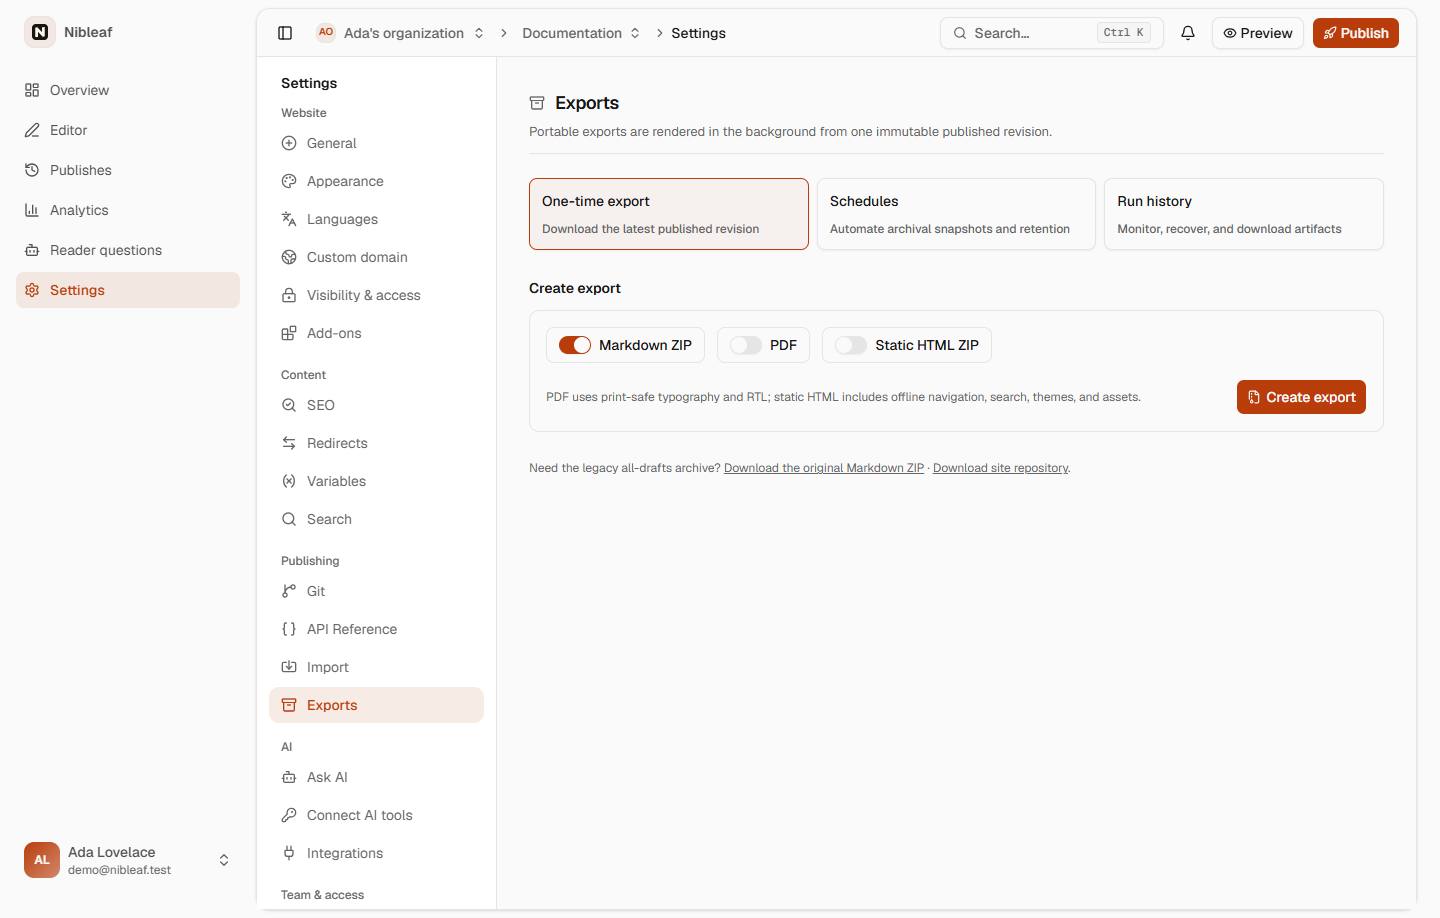 Nibleaf
Overview
Editor
Publishes
Analytics
Reader questions
Settings
AL
Ada Lovelace
demo@nibleaf.test
AO
Ada's organization
Documentation
Settings
Search...
Ctrl K
Preview
Publish
Settings
Website
General
Appearance
Languages
Custom domain
Visibility & access
Add-ons
Content
SEO
Redirects
Variables
Search
Publishing
Git
API Reference
Import
Exports
AI
Ask AI
Connect AI tools
Integrations
Team & access
Exports
Portable exports are rendered in the background from one immutable published revision.
One-time export
Download the latest published revision
Schedules
Automate archival snapshots and retention
Run history
Monitor, recover, and download artifacts
Create export
Markdown ZIP
PDF
Static HTML ZIP
PDF uses print-safe typography and RTL; static HTML includes offline navigation, search, themes, and assets.
Create export
Need the legacy all-drafts archive? Download the original Markdown ZIP · Download site repository.